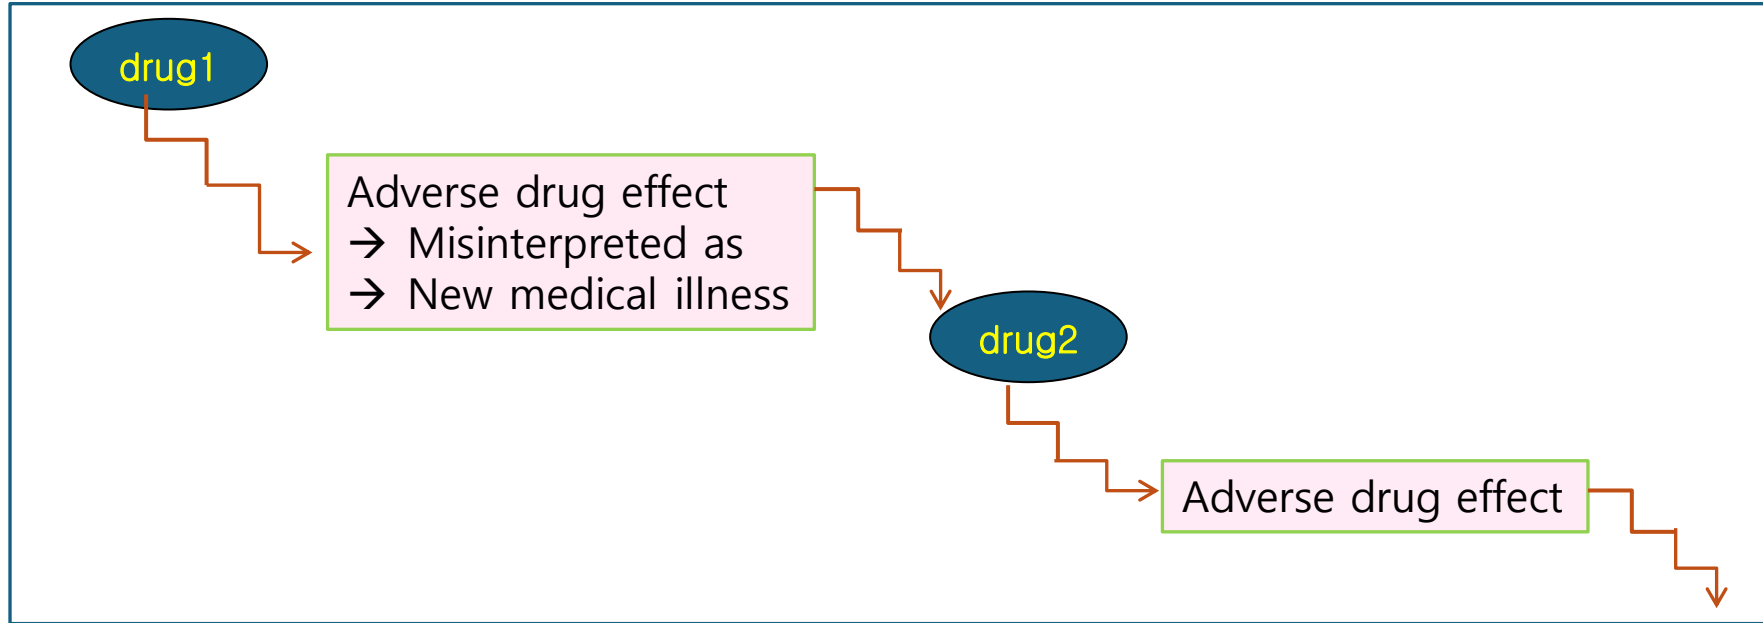 drug1
Adverse drug effect
→ Misinterpreted as
→ New medical illness
drug2
Adverse drug effect